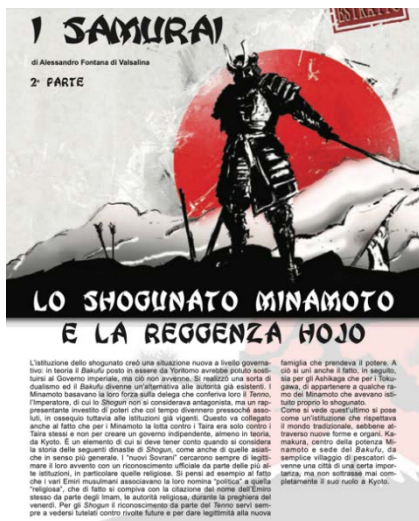 ESTRATTO
I SAMURAI
di Alessandro Fontana di Valsalina
2ª PARTE
LO SHOGUNATO MINAMOTO
E LA REGGENZA HOJO
L'istituzione dello shogunato creò una situazione nuova a livello governa-
tivo: in teoria il Bakufu posto in essere da Yoritomo avrebbe potuto sosti-
tuirsi al Governo imperiale, ma ciò non avvenne. Si realizzò una sorta di
dualismo ed il Bakufu divenne un'alternativa alle autorità già esistenti. I
Minamoto basavano la loro forza sulla delega che conferiva loro il Tenno,
l'Imperatore, di cui lo Shogun non si considerava antagonista, ma un rap-
presentante investito di poteri che col tempo divennero pressoché asso-
luti, in ossequio tuttavia alle istituzioni già vigenti. Questo va collegato
anche al fatto che per i Minamoto la lotta contro i Taira era solo contro i
Taira stessi e non per creare un governo indipendente, almeno in teoria,
da Kyoto. È un elemento di cui si deve tener conto quando si considera
la storia delle seguenti dinastie di Shogun, come anche di quelle asiati-
che in senso più generale. I "nuovi Sovrani" cercarono sempre di legitti-
mare il loro avvento con un riconoscimento ufficiale da parte delle più al-
te istituzioni, in particolare quelle religiose. Si pensi ad esempio al fatto
che i vari Emiri musulmani associavano la loro nomina "politica" a quella
"religiosa", che di fatto si compiva con la citazione del nome dell'Emiro
stesso da parte degli Imam, le autorità religiose, durante la preghiera del
venerdì. Per gli Shogun il riconoscimento da parte del Tenno servì sem-
pre a vedersi tutelati contro rivolte future e per dare legittimità alla nuova
famiglia che prendeva il potere. A
ciò si unì anche il fatto, in seguito,
sia per gli Ashikaga che per i Toku-
gawa, di appartenere a qualche ra-
mo dei Minamoto che avevano isti-
tuito proprio lo shogunato.
Come si vede quest'ultimo si pose
come un'istituzione che rispettava
il mondo tradizionale, sebbene at-
traverso nuove forme e organi. Ka-
makura, centro della potenza Mi-
namoto e sede del Bakufu, da
semplice villaggio di pescatori di-
venne una città di una certa impor-
tanza, ma non sottrasse mai com-
pletamente il suo ruolo a Kyoto.